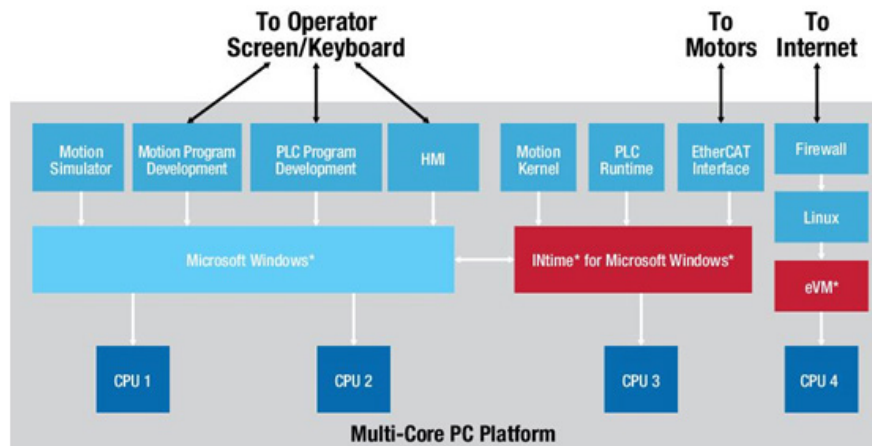 To Operator
Screen/Keyboard
To
Motors
To
Internet
Motion
Simulator
Motion Program
Development
PLC Program
Development
HMI
Motion
Kernel
PLC
Runtime
EtherCAT
Interface
Firewall
Linux
Microsoft Windows*
INtime* for Microsoft Windows*
eVM*
CPU 1
CPU 2
CPU 3
CPU 4
Multi-Core PC Platform